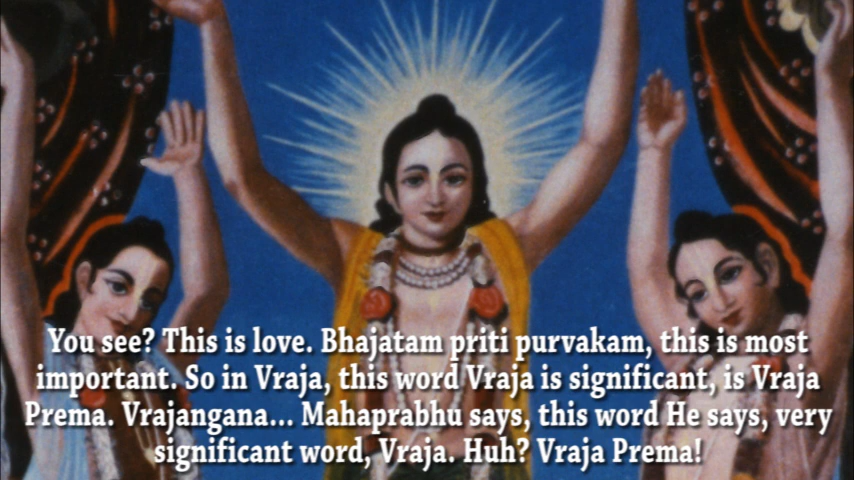 You see? This is love. Bhajatam priti purvakam, this is most
important. So in Vraja, this word Vraja is significant, is Vraja
Prema. Vrajangana... Mahaprabhu says, this word He says, very
significant word, Vraja. Huh? Vraja Prema!